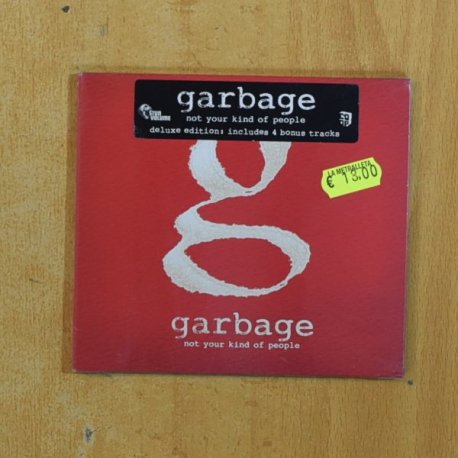 garbage
not your kind of people
deluxe edition: includes 4 bonus tracks
LA METRALLETA
€ 13.00
g
garbage
not your kind of people